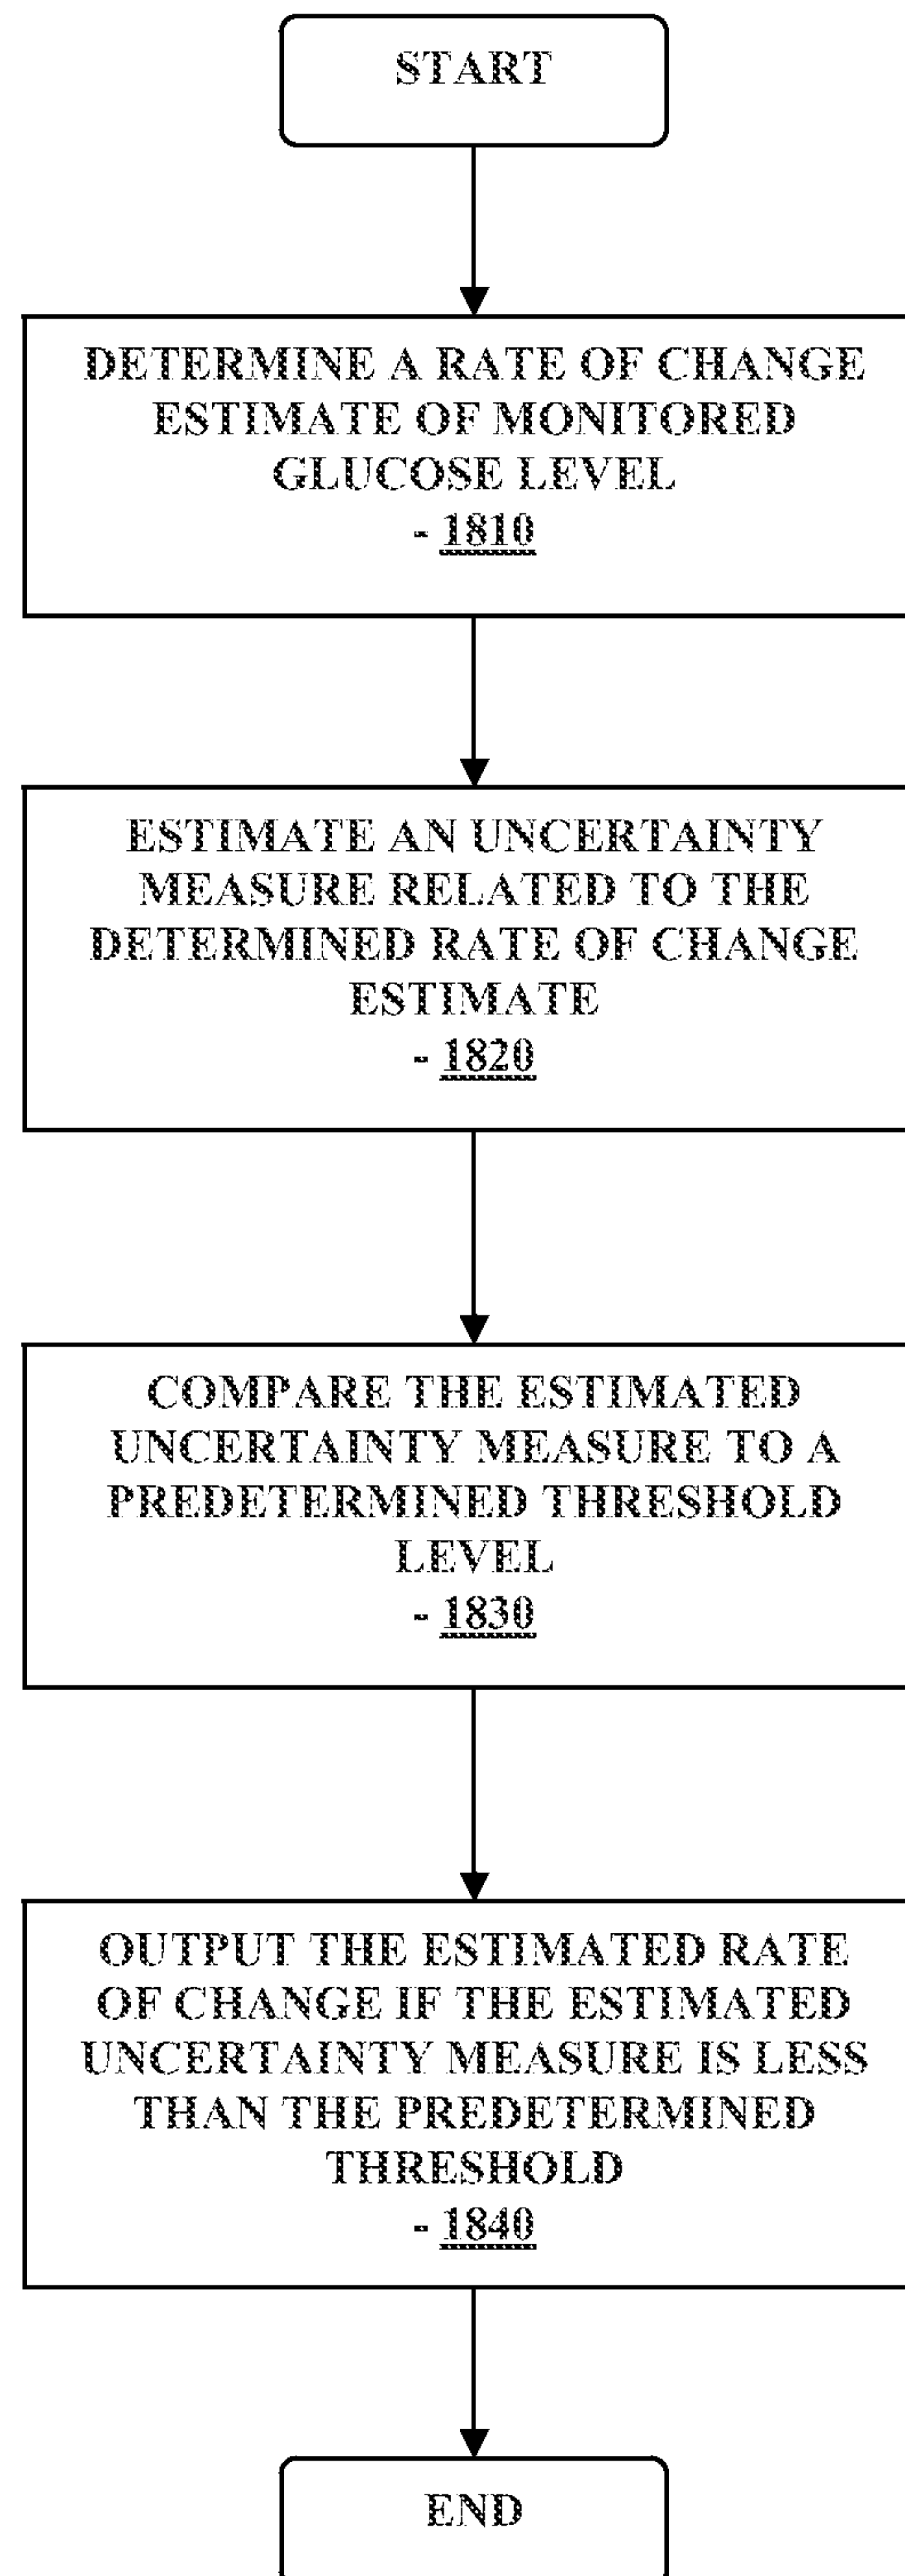 START
DETERMINE A RATE OF CHANGE
ESTIMATE OF MONITORED
GLUCOSE LEVEL
- 1810
ESTIMATE AN UNCERTAINTY
MEASURE RELATED TO THE
DETERMINED RATE OF CHANGE
ESTIMATE
- 1820
COMPARE THE ESTIMATED
UNCERTAINTY MEASURE TO A
PREDETERMINED THRESHOLD
LEVEL
- 1830
OUTPUT THE ESTIMATED RATE
OF CHANGE IF THE ESTIMATED
UNCERTAINTY MEASURE IS LESS
THAN THE PREDETERMINED
THRESHOLD
- 1840
END